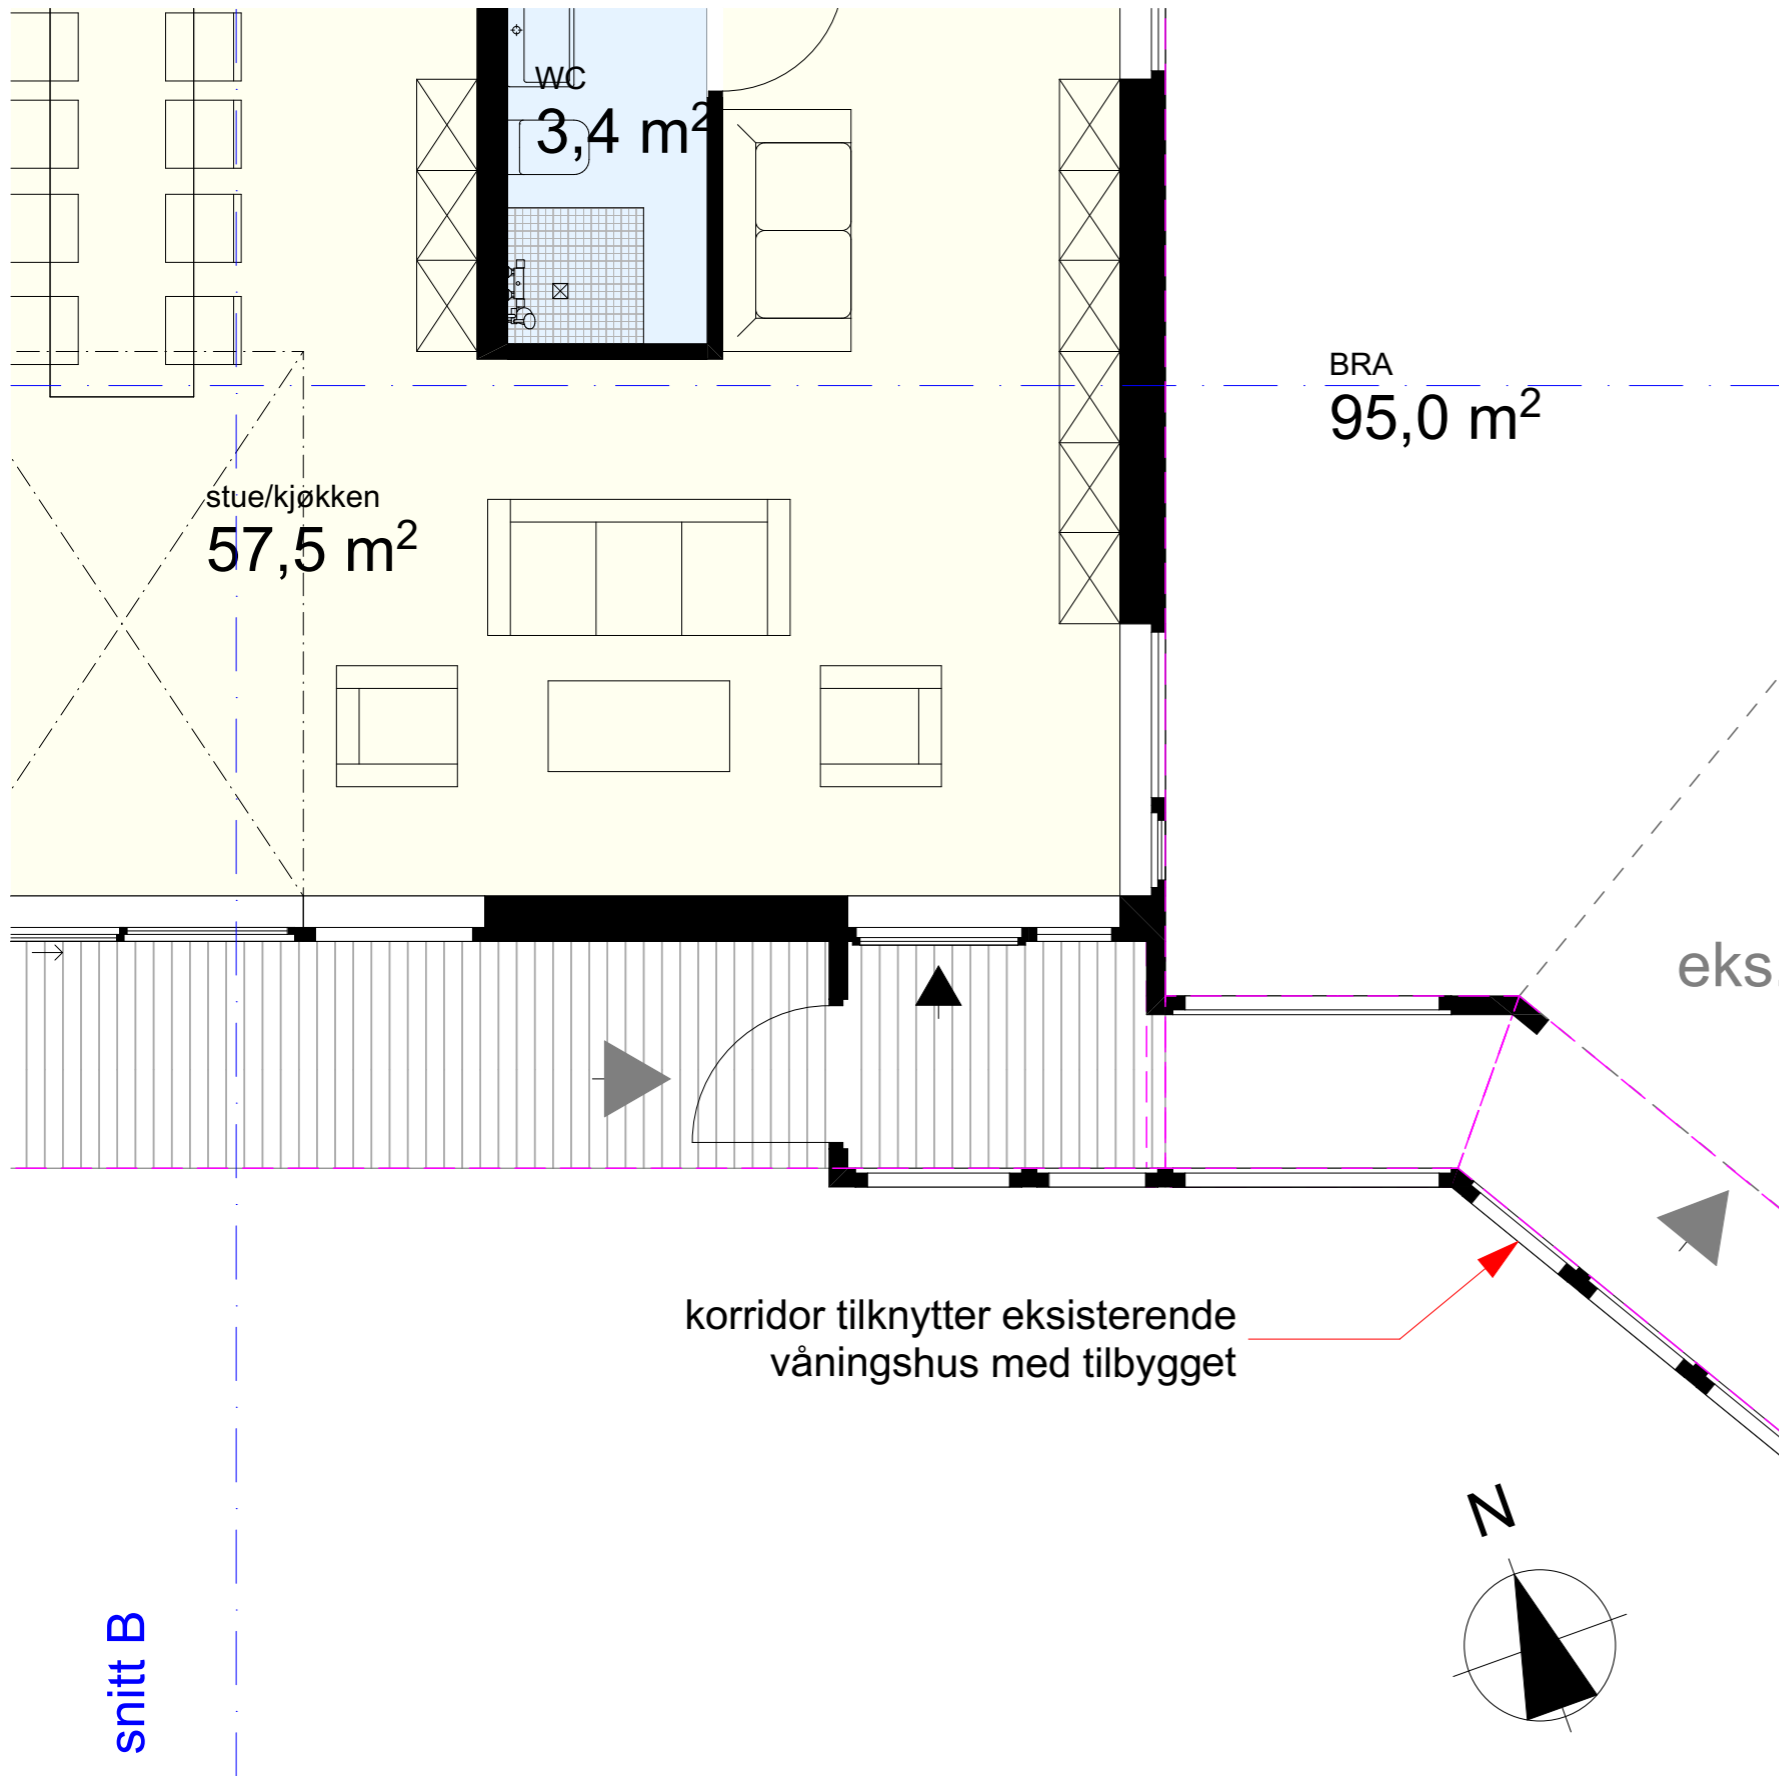 WC
3,4 m²
BRA
95,0 m²
stue/kjøkken
57,5 m²
eks.
korridor tilknytter eksisterende
våningshus med tilbygget
N
snitt B